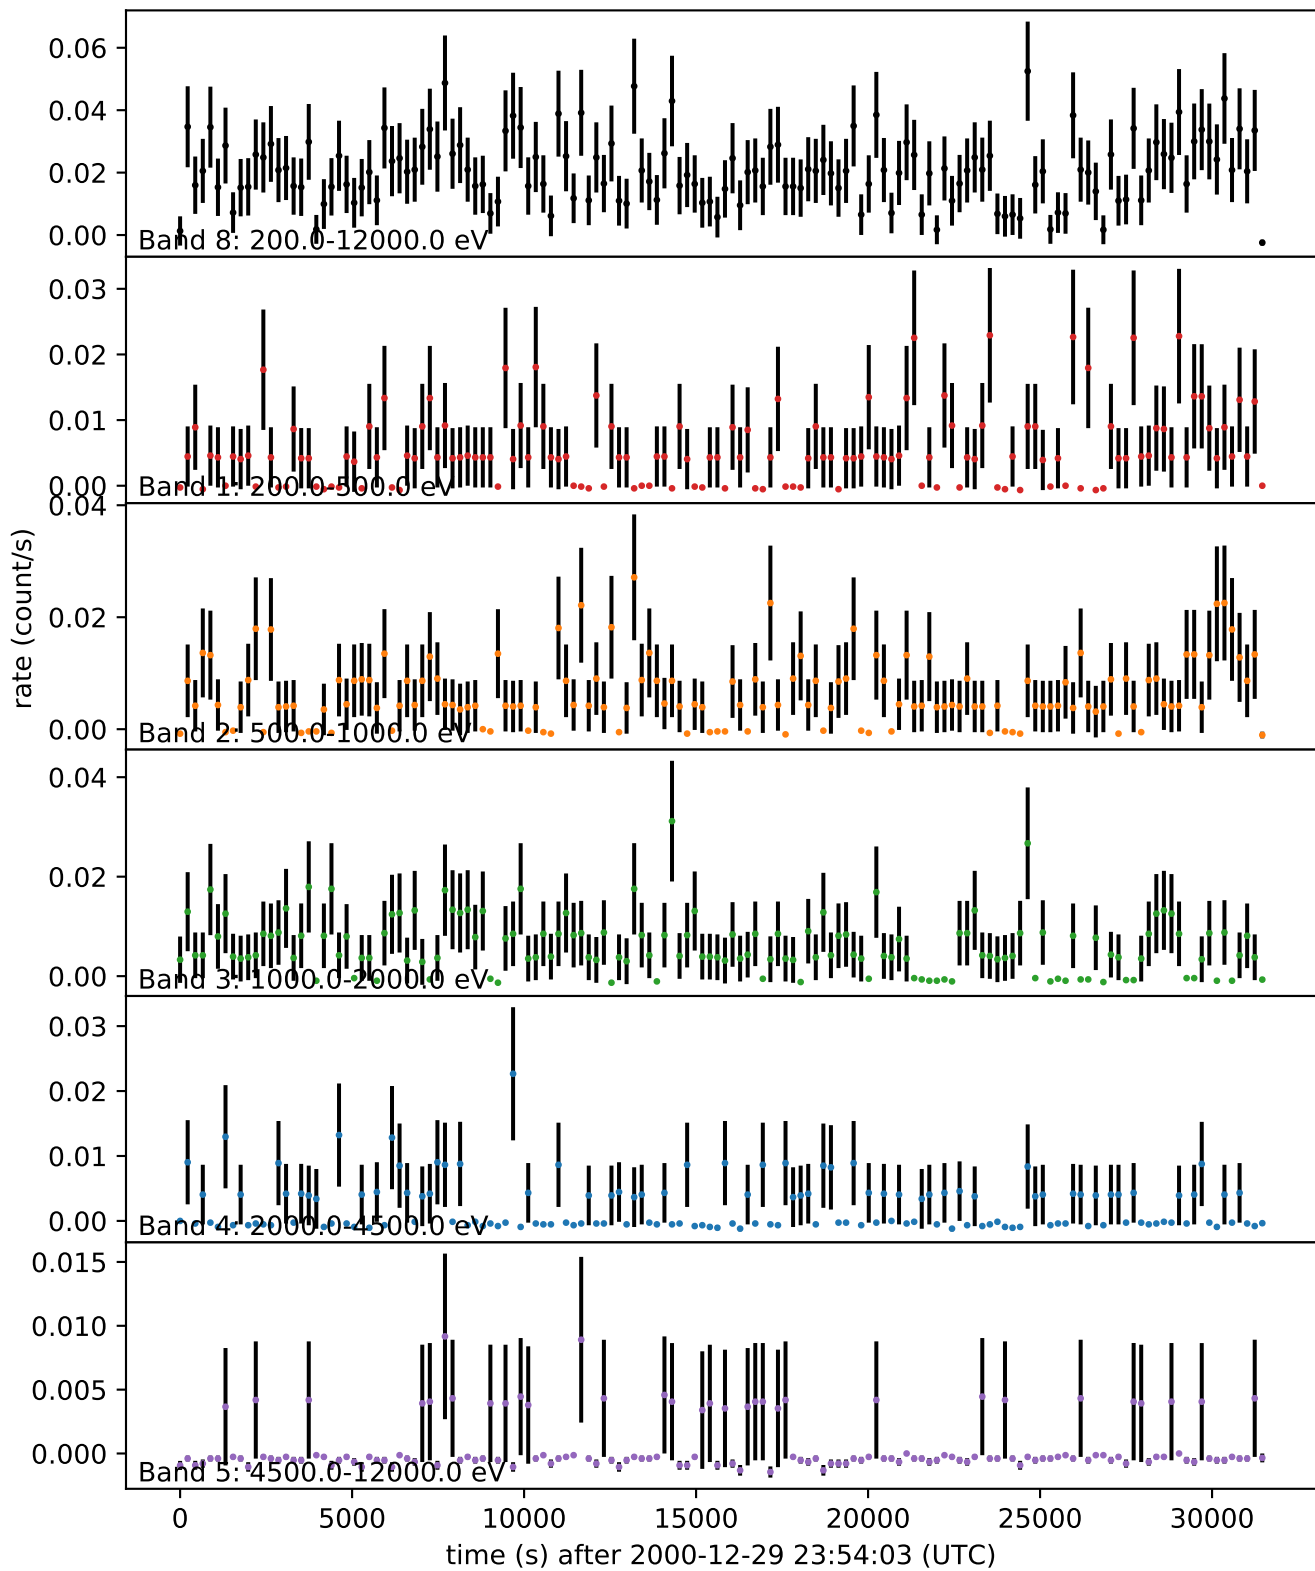 0.06
0.04
0.02
0.00
Band 8: 200.0-12000.0 eV
0.03
0.02
0.01
0.00
Band 1: 200.0-500.0 eV
0.04
0.02
0.00
Band 2: 500.0-1000.0 eV
rate (count/s)
0.04
0.02
0.00
Band 3: 1000.0-2000.0 eV
0.03
0.02
0.01
0.00
Band 4: 2000.0-4500.0 eV
0.015
0.010
0.005
0.000
Band 5: 4500.0-12000.0 eV
0 5000 10000 15000 20000 25000 30000
time (s) after 2000-12-29 23:54:03 (UTC)